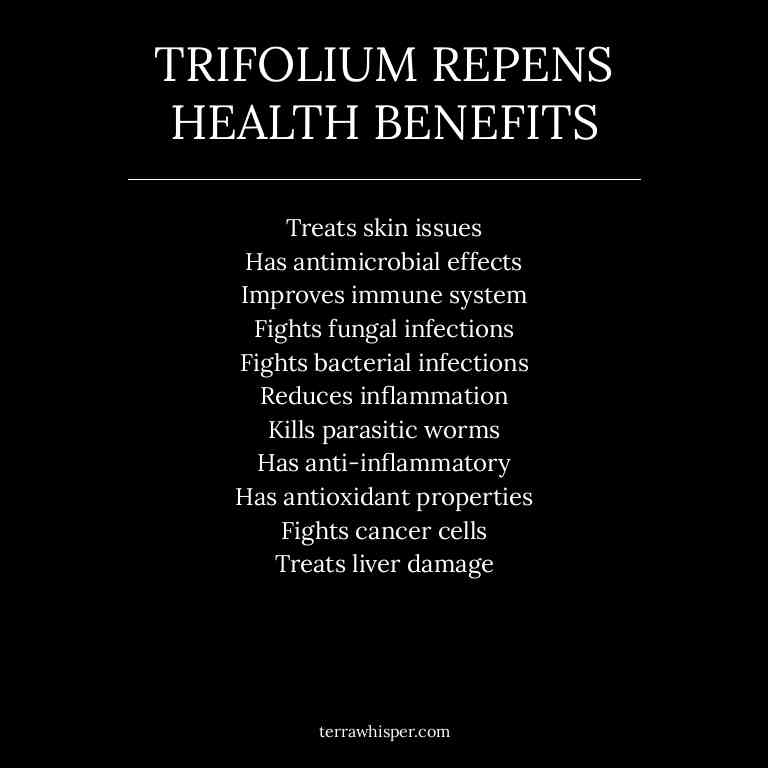 TRIFOLIUM REPENS
HEALTH BENEFITS
Treats skin issues
Has antimicrobial effects
Improves immune system
Fights fungal infections
Fights bacterial infections
Reduces inflammation
Kills parasitic worms
Has anti-inflammatory
Has antioxidant properties
Fights cancer cells
Treats liver damage
terrawhisper.com